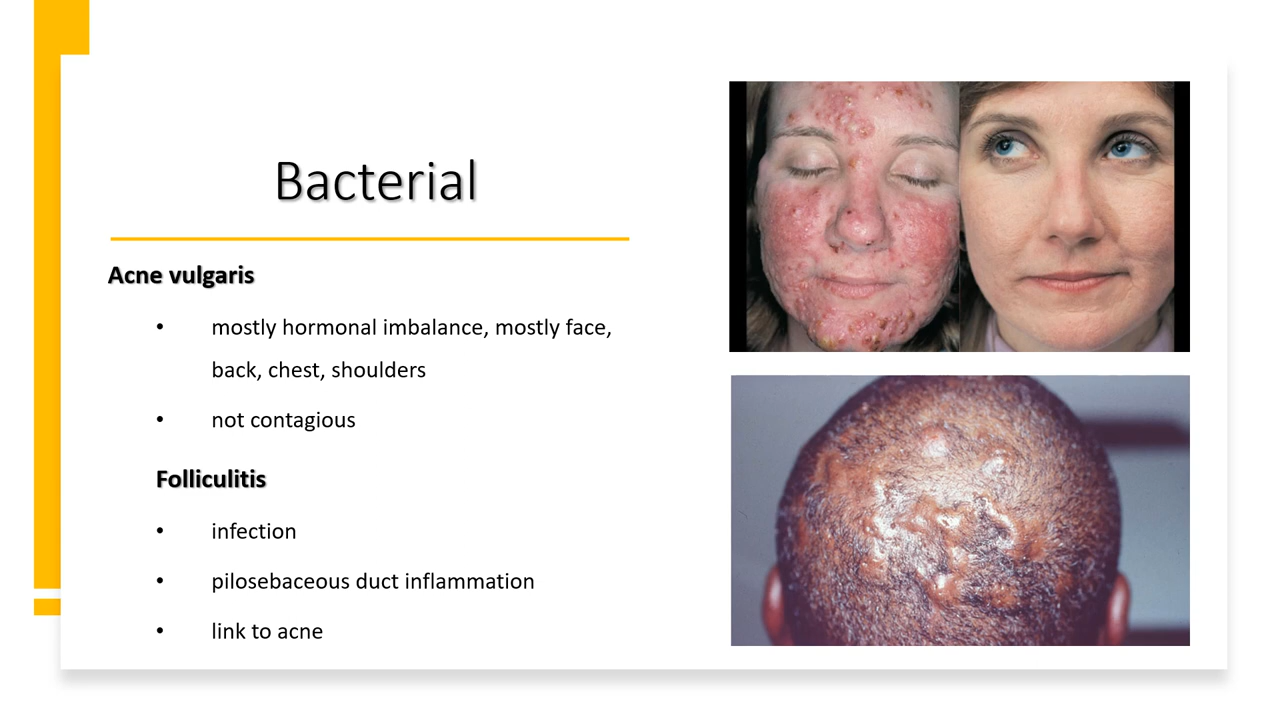 Bacterial
Acne vulgaris
• mostly hormonal imbalance, mostly face,
back, chest, shoulders
• not contagious
Folliculitis
• infection
• pilosebaceous duct inflammation
• link to acne